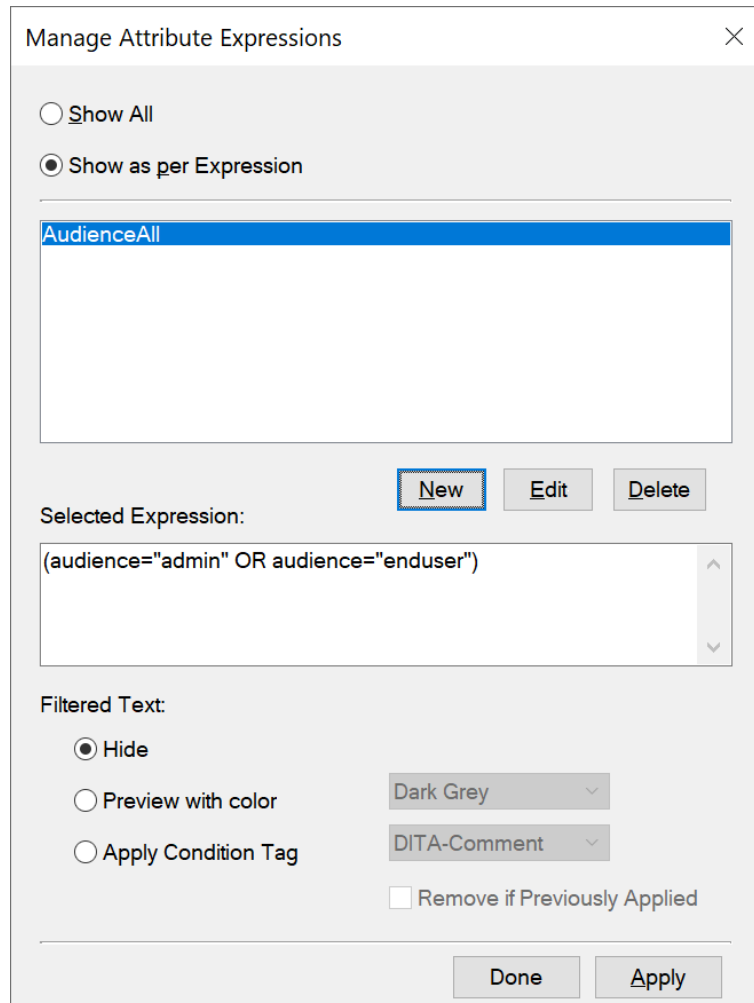 Manage Attribute Expressions
Show All
Show as per Expression
AudienceAll
New Edit Delete
Selected Expression:
(audience="admin" OR audience="enduser")
Filtered Text:
Hide
Preview with color Dark Grey
Apply Condition Tag DITA-Comment
Remove if Previously Applied
Done Apply